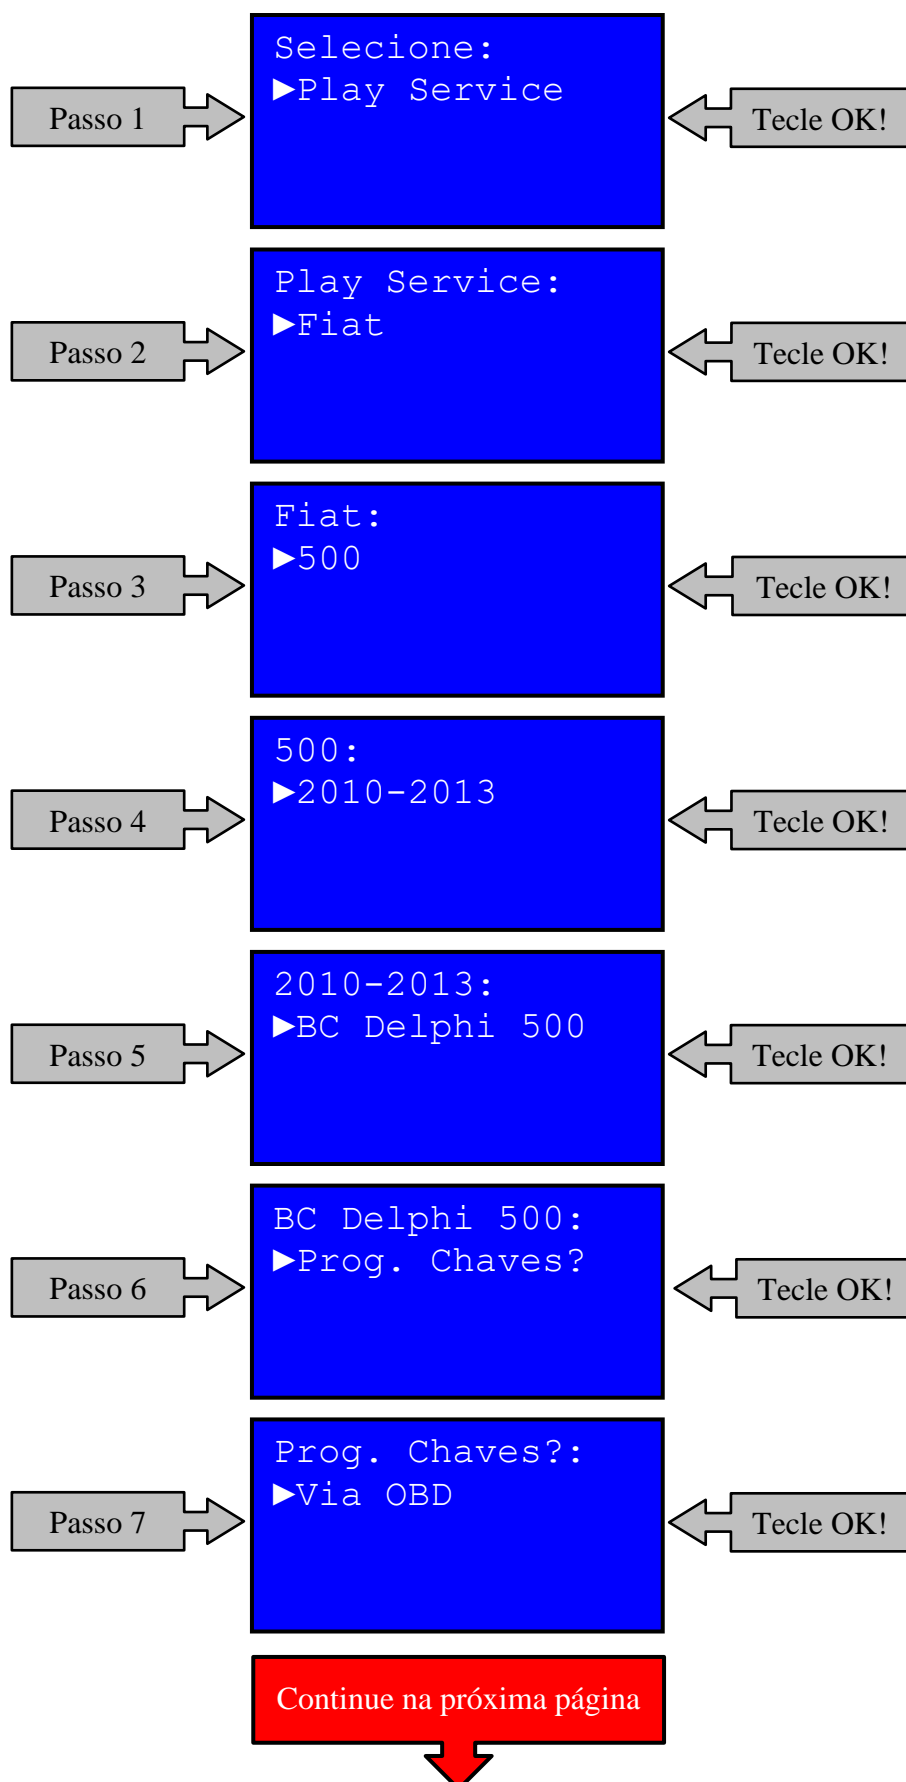 Selecione:
►Play Service
Passo 1
Tecle OK!
Play Service:
►Fiat
Passo 2
Tecle OK!
Fiat:
►500
Passo 3
Tecle OK!
500:
►2010-2013
Passo 4
Tecle OK!
2010-2013:
►BC Delphi 500
Passo 5
Tecle OK!
BC Delphi 500:
►Prog. Chaves?
Passo 6
Tecle OK!
Prog. Chaves?:
►Via OBD
Passo 7
Tecle OK!
Continue na próxima página